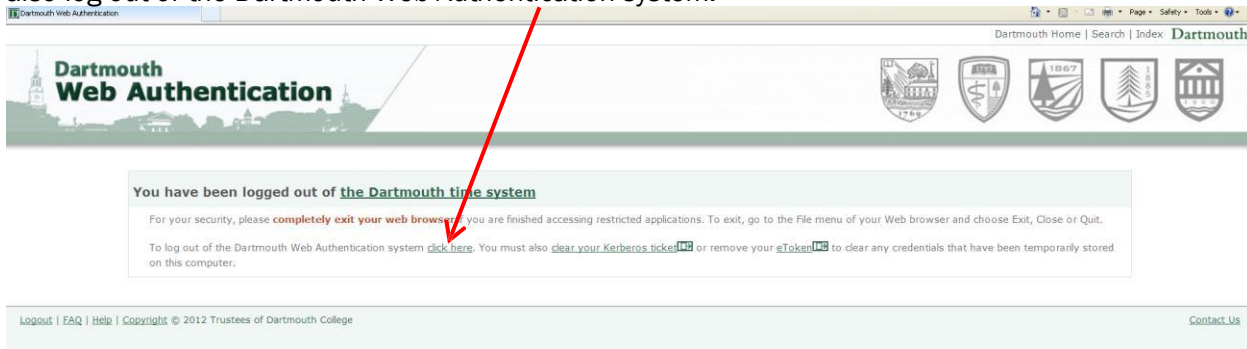 also log out of the Dartmouth Web Authentication system.
Dartmouth Web Authentication
Page Safety Tools
Dartmouth Home | Search | Index Dartmouth
Dartmouth
Web Authentication
1769
1867
1885
1900
You have been logged out of the Dartmouth time system
For your security, please completely exit your web browser if you are finished accessing restricted applications. To exit, go to the File menu of your Web browser and choose Exit, Close or Quit.
To log out of the Dartmouth Web Authentication system click here. You must also clear your Kerberos ticket or remove your eToken to clear any credentials that have been temporarily stored
on this computer.
Logout | FAQ | Help | Copyright © 2012 Trustees of Dartmouth College
Contact Us